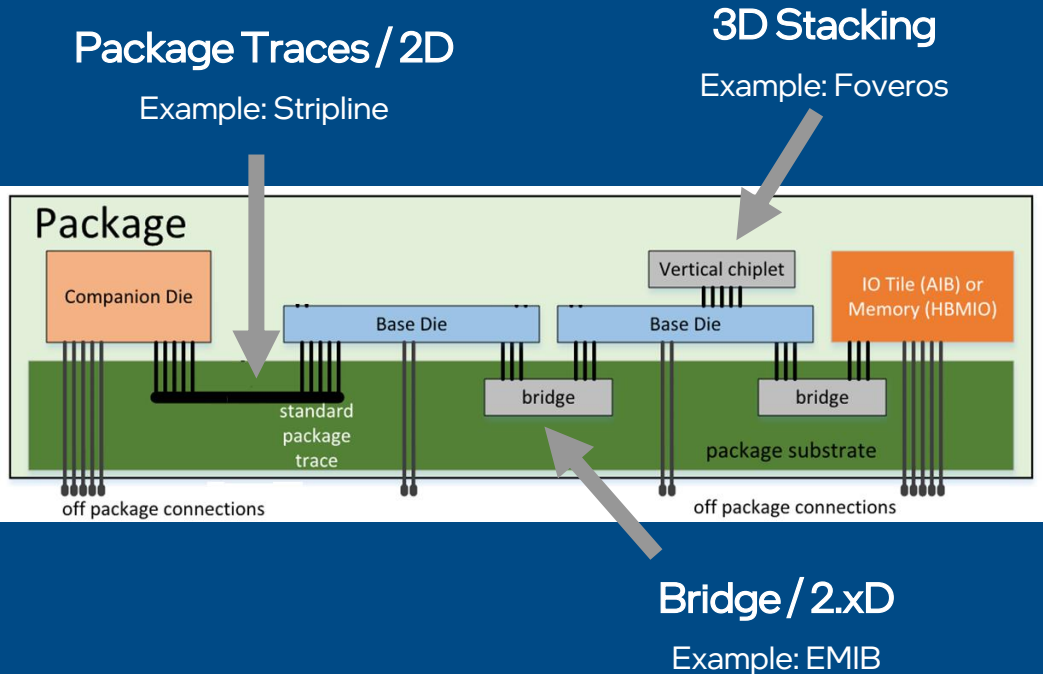 Package Traces / 2D
Example: Stripline
3D Stacking
Example: Foveros
Package
Companion Die
Base Die
Vertical chiplet
Base Die
IO Tile (AIB) or
Memory (HBMIO)
standard
package
trace
bridge
bridge
package substrate
off package connections
off package connections
Bridge / 2.xD
Example: EMIB